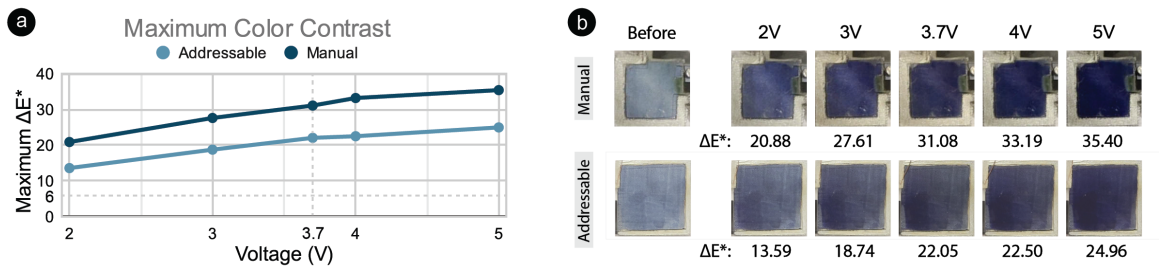 a
Maximum Color Contrast
Addressable Manual
Maximum ΔE*
40
30
20
10
6
0
2 3 3.7 4 5
Voltage (V)
b
Before 2V 3V 3.7V 4V 5V
Manual
ΔE*: 20.88 27.61 31.08 33.19 35.40
Addressable
ΔE*: 13.59 18.74 22.05 22.50 24.96